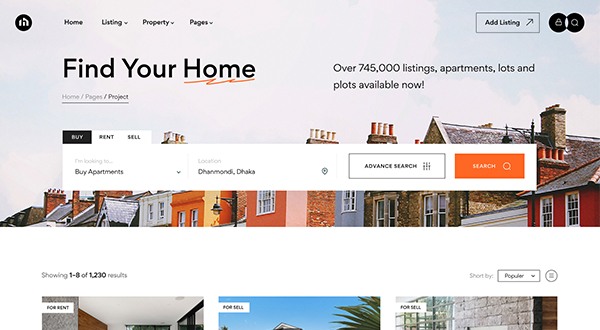 Home Listing Property Pages Add Listing
Find Your Home
Over 745,000 listings, apartments, lots and
plots available now!
Home / Pages / Project
BUY RENT SELL
I'm looking to...
Buy Apartments
Location
Dhanmondi, Dhaka
ADVANCE SEARCH
SEARCH
Showing 1–8 of 1,230 results
Short by: Populer
FOR RENT
FOR SELL
FOR SELL